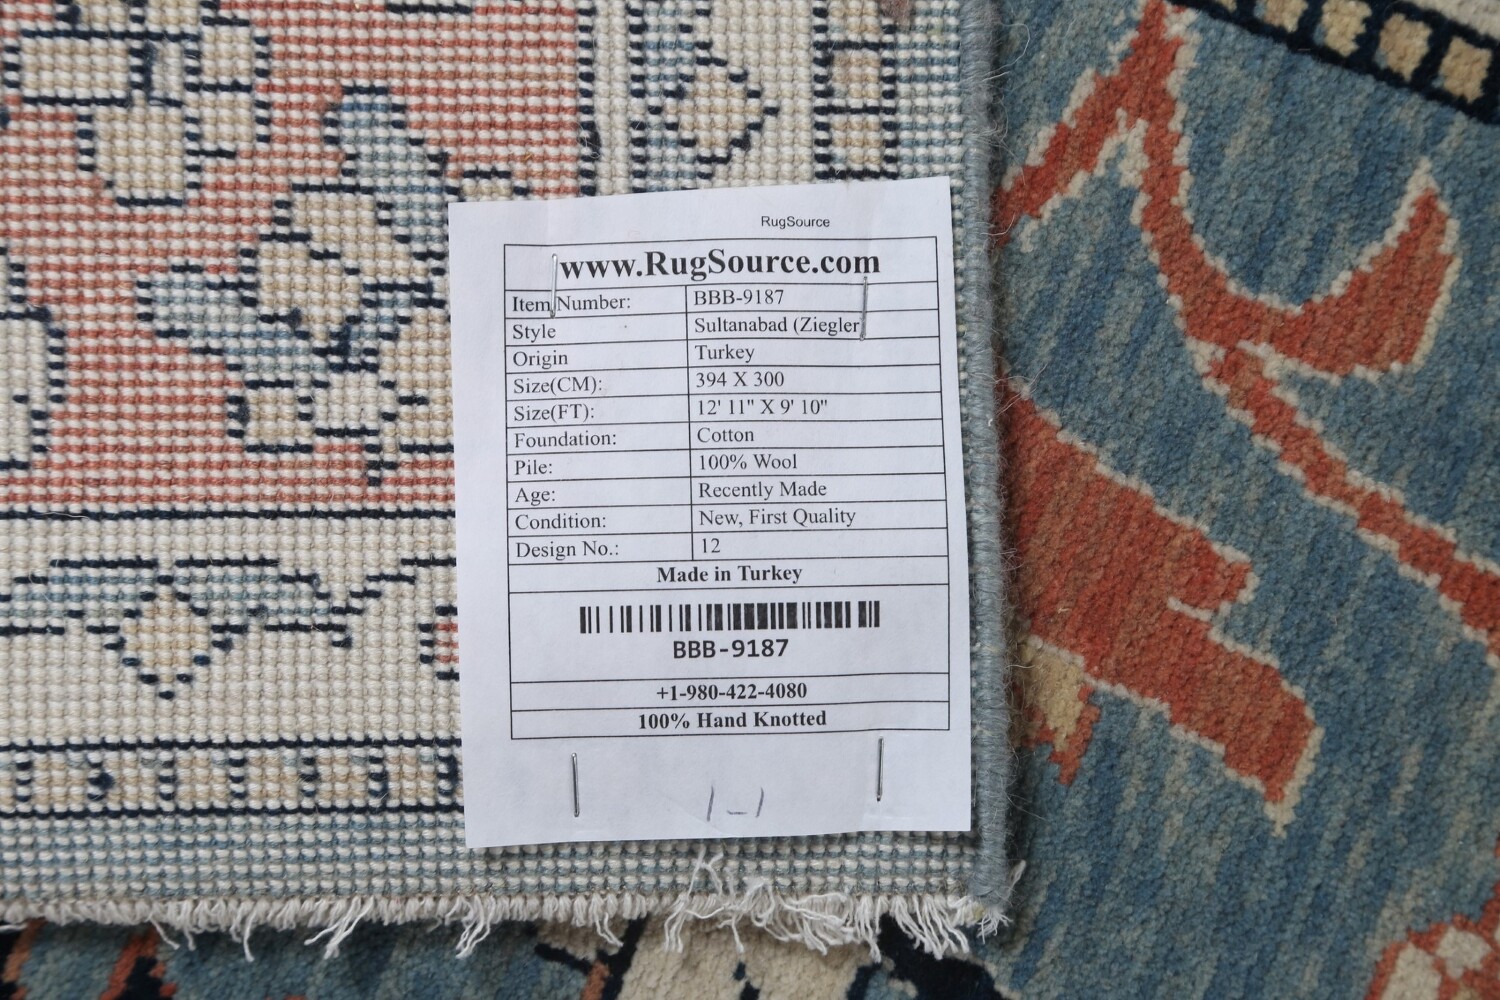 RugSource
www.RugSource.com
Item Number: BBB-9187
Style Sultanabad (Ziegler)
Origin Turkey
Size(CM): 394 X 300
Size(FT): 12' 11" X 9' 10"
Foundation: Cotton
Pile: 100% Wool
Age: Recently Made
Condition: New, First Quality
Design No.: 12
Made in Turkey
BBB-9187
+1-980-422-4080
100% Hand Knotted
1-1